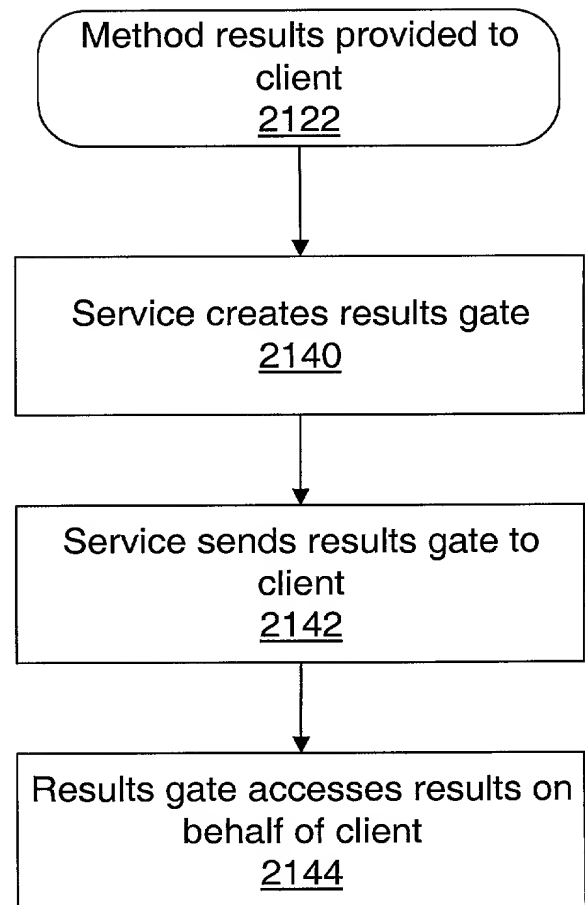 Method results provided to
client
2122
Service creates results gate
2140
Service sends results gate to
client
2142
Results gate accesses results on
behalf of client
2144